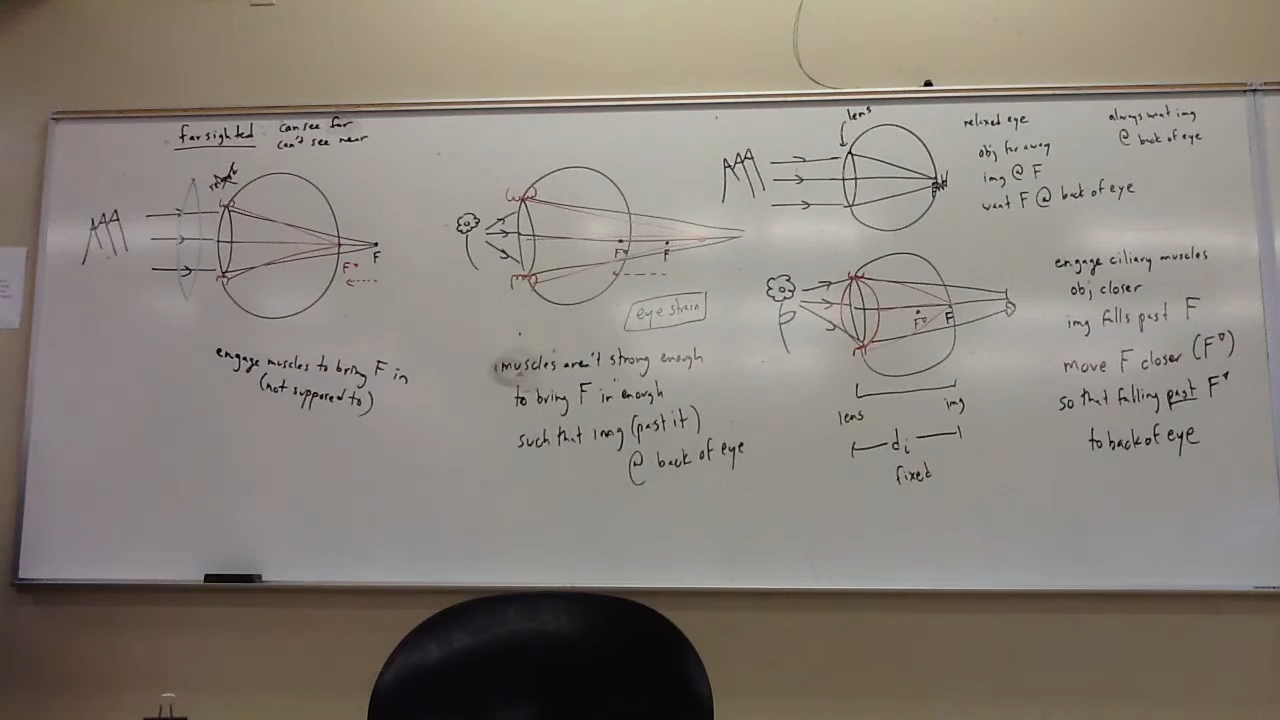 farsighted : can see far
can't see near
F
F*
engage muscles to bring F in
(not supposed to)
F*
F
eye strain
muscles aren't strong enough
to bring F in enough
such that img (past it)
@ back of eye
lens
relaxed eye
obj far away
img @ F
want F @ back of eye
always want img
@ back of eye
F
F
engage ciliary muscles
obj closer
img falls past F
move F closer (F*)
so that falling past F*
to back of eye
lens
img
di
fixed